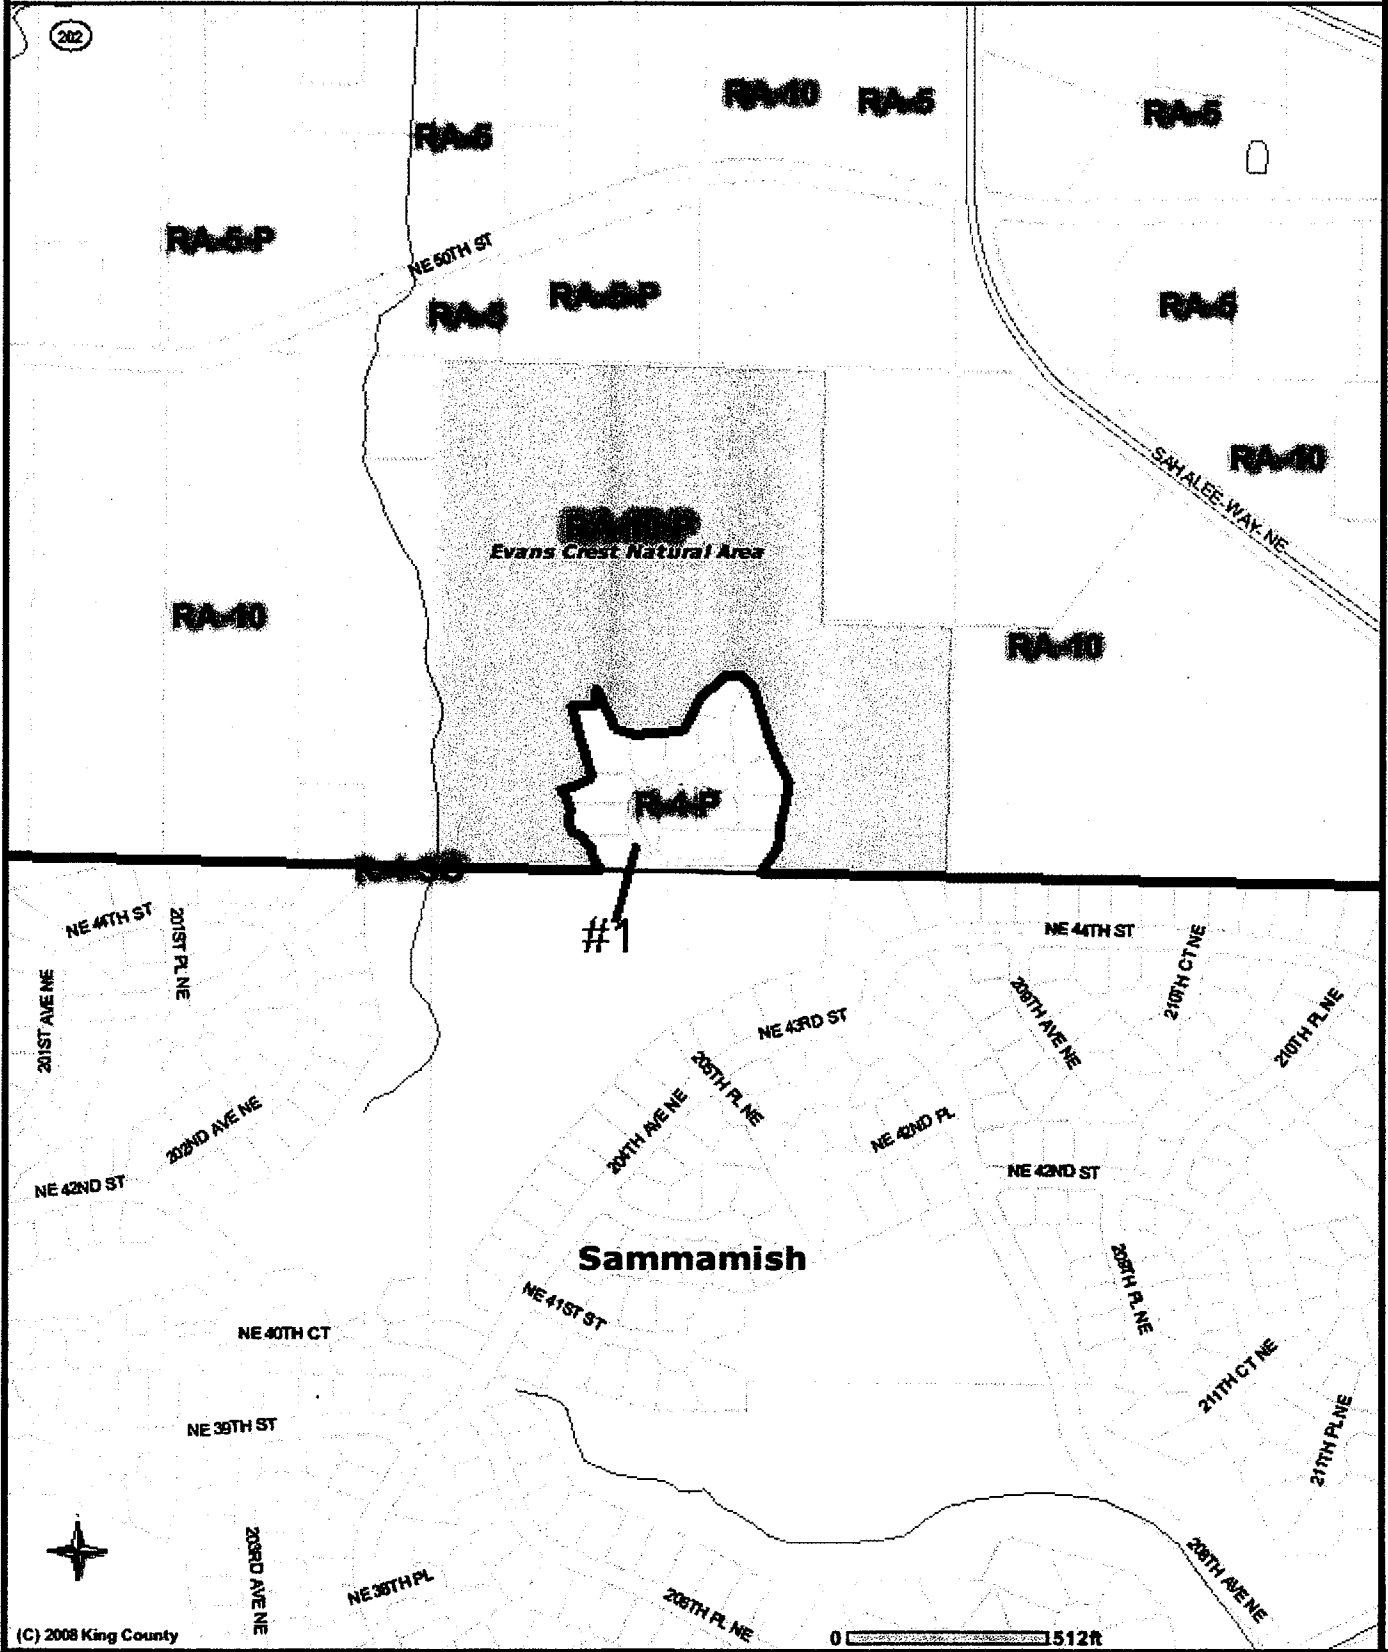 202
RA-10
RA-5
RA-5
RA-5
RA-5-P
NE 50TH ST
RA-5-P
RA-5
RA-5
RA-10
Evans Crest Natural Area
RA-10
RA-10
R-4-P
#1
NE 44TH ST
201ST PL NE
201ST AVE NE
NE 44TH ST
210TH CT NE
209TH AVE NE
210TH PL NE
NE 43RD ST
205TH PL NE
204TH AVE NE
202ND AVE NE
NE 42ND PL
NE 42ND ST
NE 42ND ST
SAHALEE WAY NE
Sammamish
NE 41ST ST
209TH PL NE
NE 40TH CT
211TH CT NE
NE 39TH ST
211TH PL NE
203RD AVE NE
NE 38TH PL
206TH PL NE
208TH AVE NE
(C) 2008 King County
0 512ft